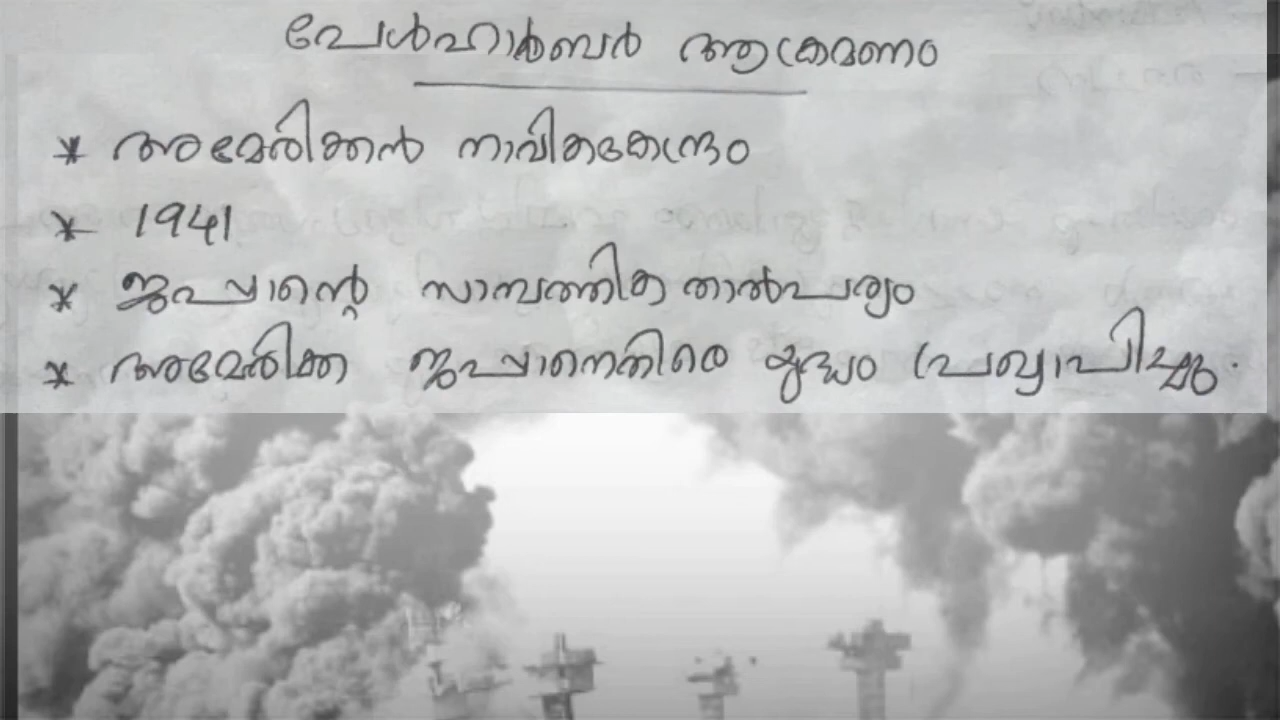 പേൾഹാർബർ ആക്രമണം
* അമേരിക്കൻ നാവികകേന്ദ്രം
* 1941
* ജപ്പാന്റെ സാമ്പത്തിക താൽപര്യം
* അമേരിക്ക ജപ്പാനെതിരെ യുദ്ധം പ്രഖ്യാപിച്ചു.